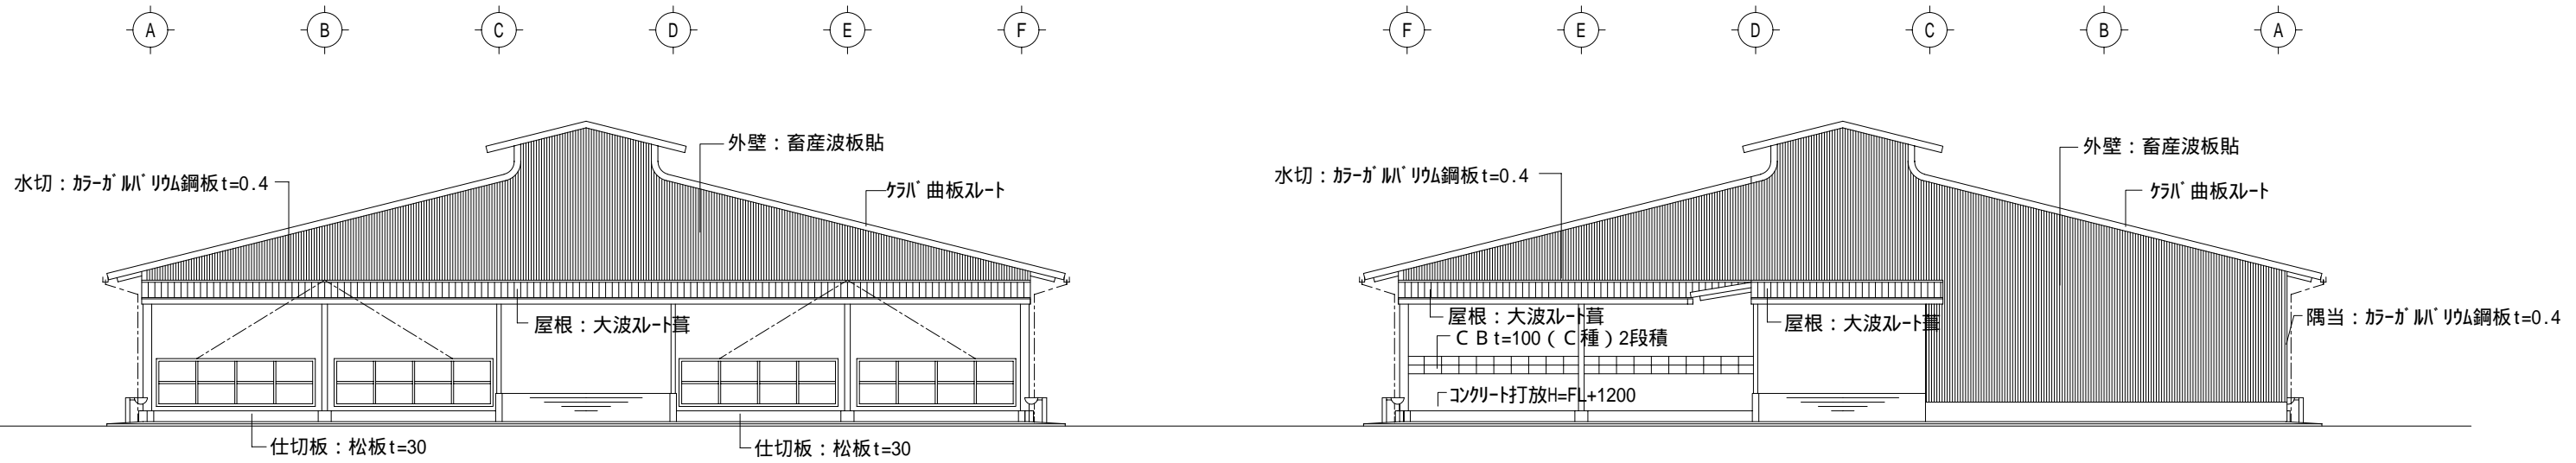 A B C D E F
F E D C B A
外壁：畜産波板貼
水切：ｶﾗｰｶﾞﾙﾊﾞﾘｳﾑ鋼板t=0.4
ｹﾗﾊﾞ曲板ｽﾚｰﾄ
屋根：大波ｽﾚｰﾄ葺
仕切板：松板t=30
仕切板：松板t=30
外壁：畜産波板貼
水切：ｶﾗｰｶﾞﾙﾊﾞﾘｳﾑ鋼板t=0.4
ｹﾗﾊﾞ曲板ｽﾚｰﾄ
屋根：大波ｽﾚｰﾄ葺
屋根：大波ｽﾚｰﾄ葺
隅当：ｶﾗｰｶﾞﾙﾊﾞﾘｳﾑ鋼板t=0.4
ＣＢt=100（Ｃ種）2段積
ｺﾝｸﾘｰﾄ打放H=FL+1200